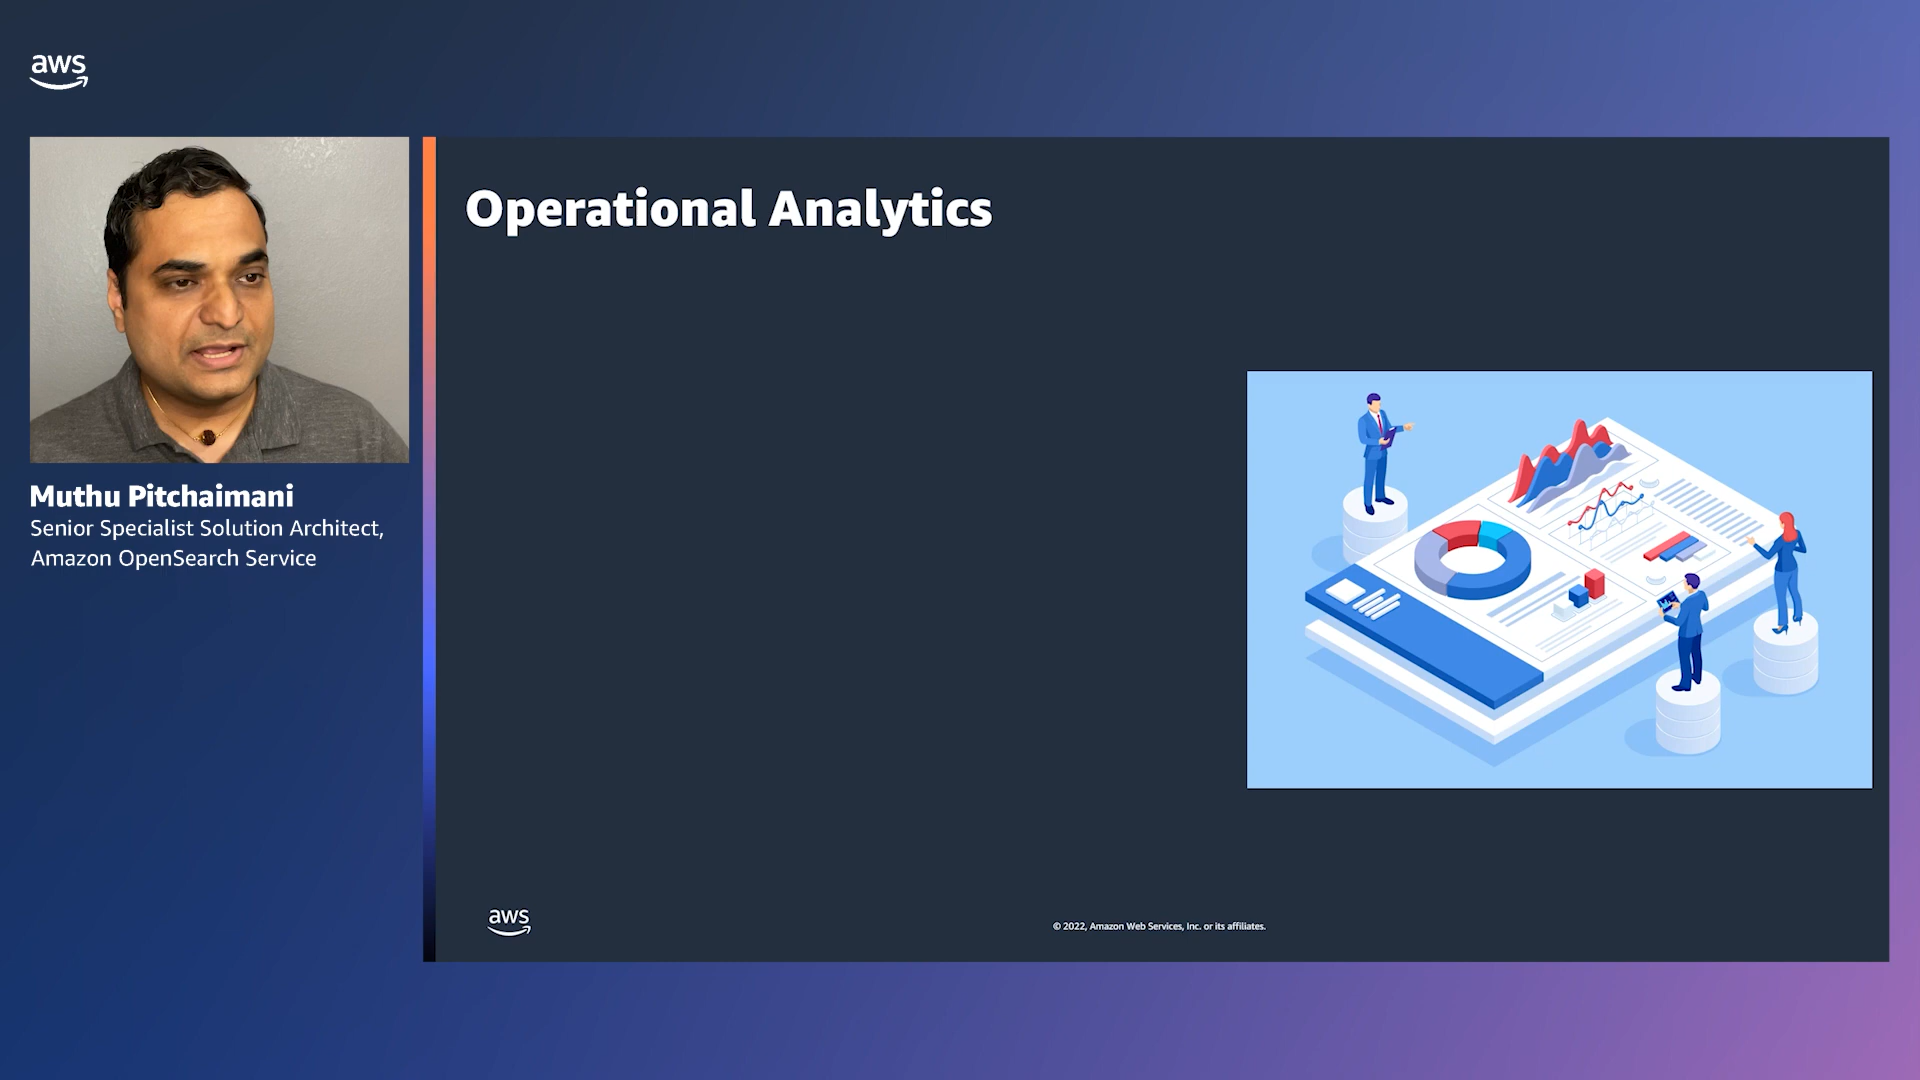 aws
Muthu Pitchaimani
Senior Specialist Solution Architect,
Amazon OpenSearch Service
Operational Analytics
aws
© 2022, Amazon Web Services, Inc. or its affiliates.